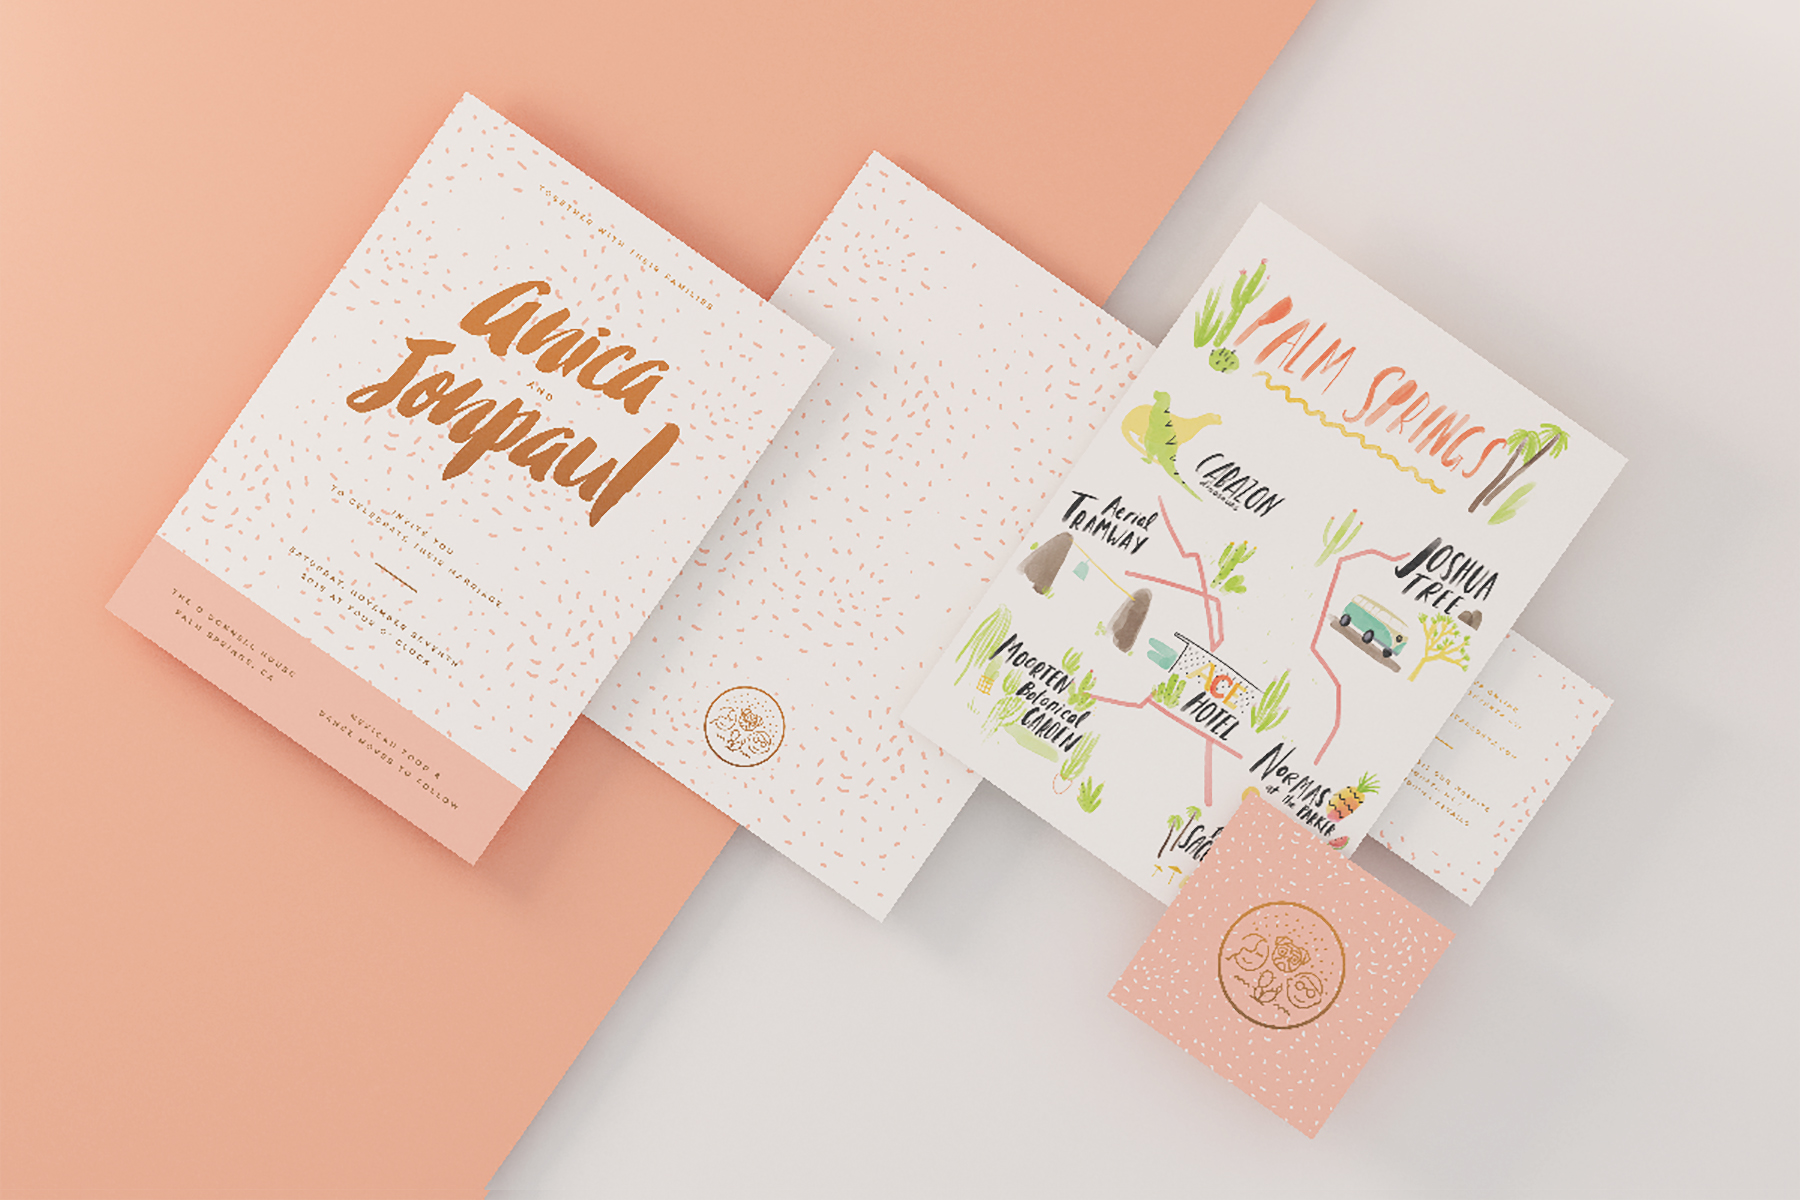 TOGETHER WITH THEIR FAMILIES
anica
AND
Jonpaul
INVITE YOU
TO CELEBRATE THEIR MARRIAGE
SATURDAY, NOVEMBER SEVENTH
AT FOUR O' CLOCK
THE O'DONNELL HOUSE
PALM SPRINGS, CA
MEXICAN FOOD &
DANCE MOVES TO FOLLOW
PALM SPRINGS
CABAZON
dinosaurs
Aerial
TRAMWAY
JOSHUA
TREE
MOORTEN
Botanical
GARDEN
ACE
HOTEL
NORMAS
at the PARKER